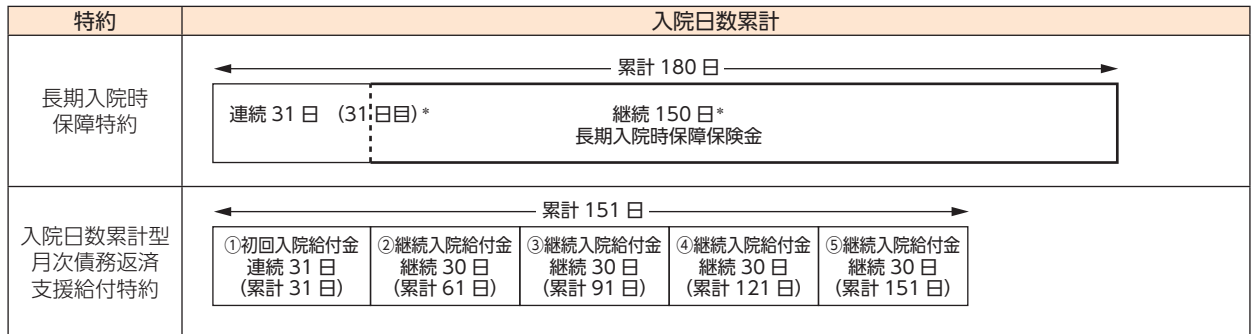 特約
入院日数累計
長期入院時
保障特約
累計 180 日
連続 31 日 （31 日目）*
継続 150 日*
長期入院時保障保険金
入院日数累計型
月次債務返済
支援給付特約
累計 151 日
①初回入院給付金
連続 31 日
（累計 31 日）
②継続入院給付金
継続 30 日
（累計 61 日）
③継続入院給付金
継続 30 日
（累計 91 日）
④継続入院給付金
継続 30 日
（累計 121 日）
⑤継続入院給付金
継続 30 日
（累計 151 日）